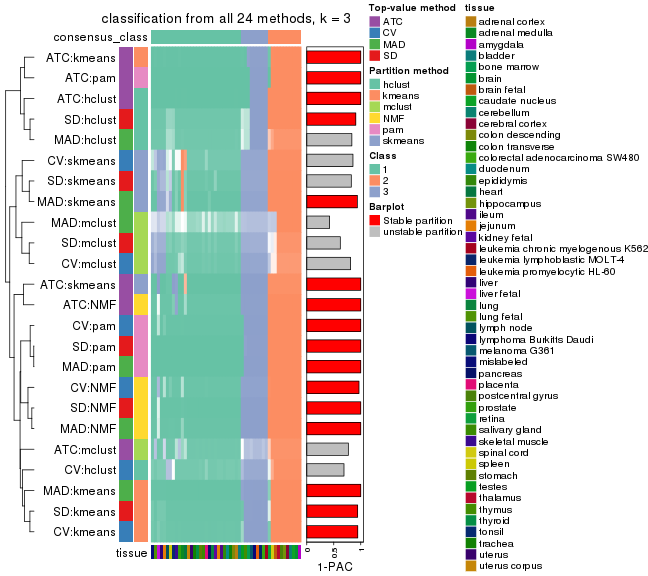 classification from all 24 methods, k = 3
consensus_class
ATC:kmeans
ATC:pam
ATC:hclust
SD:hclust
MAD:hclust
CV:skmeans
SD:skmeans
MAD:skmeans
MAD:mclust
SD:mclust
CV:mclust
ATC:skmeans
ATC:NMF
CV:pam
SD:pam
MAD:pam
CV:NMF
SD:NMF
MAD:NMF
ATC:mclust
CV:hclust
MAD:kmeans
SD:kmeans
CV:kmeans
tissue
0
0.5
1
1-PAC
Top-value method
ATC
CV
MAD
SD
Partition method
hclust
kmeans
mclust
NMF
pam
skmeans
Class
1
2
3
Barplot
Stable partition
unstable partition
tissue
adrenal cortex
adrenal medulla
amygdala
bladder
bone marrow
brain
brain fetal
caudate nucleus
cerebellum
cerebral cortex
colon descending
colon transverse
colorectal adenocarcinoma SW480
duodenum
epididymis
heart
hippocampus
ileum
jejunum
kidney fetal
leukemia chronic myelogenous K562
leukemia lymphoblastic MOLT-4
leukemia promyelocytic HL-60
liver
liver fetal
lung
lung fetal
lymph node
lymphoma Burkitts Daudi
melanoma G361
mislabeled
pancreas
placenta
postcentral gyrus
prostate
retina
salivary gland
skeletal muscle
spinal cord
spleen
stomach
testes
thalamus
thymus
thyroid
tonsil
trachea
uterus
uterus corpus